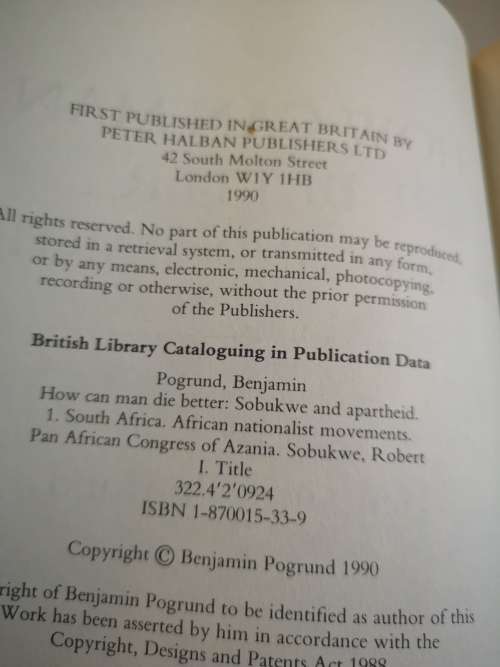 FIRST PUBLISHED IN GREAT BRITAIN BY
PETER HALBAN PUBLISHERS LTD
42 South Molton Street
London W1Y 1HB
1990
All rights reserved. No part of this publication may be reproduced,
stored in a retrieval system, or transmitted in any form,
or by any means, electronic, mechanical, photocopying,
recording or otherwise, without the prior permission
of the Publishers.
British Library Cataloguing in Publication Data
Pogrund, Benjamin
How can man die better: Sobukwe and apartheid.
1. South Africa. African nationalist movements.
Pan African Congress of Azania. Sobukwe, Robert
I. Title
322.4′2′0924
ISBN 1-870015-33-9
Copyright © Benjamin Pogrund 1990
right of Benjamin Pogrund to be identified as author of this
Work has been asserted by him in accordance with the
Copyright, Designs and Patents Act 1988